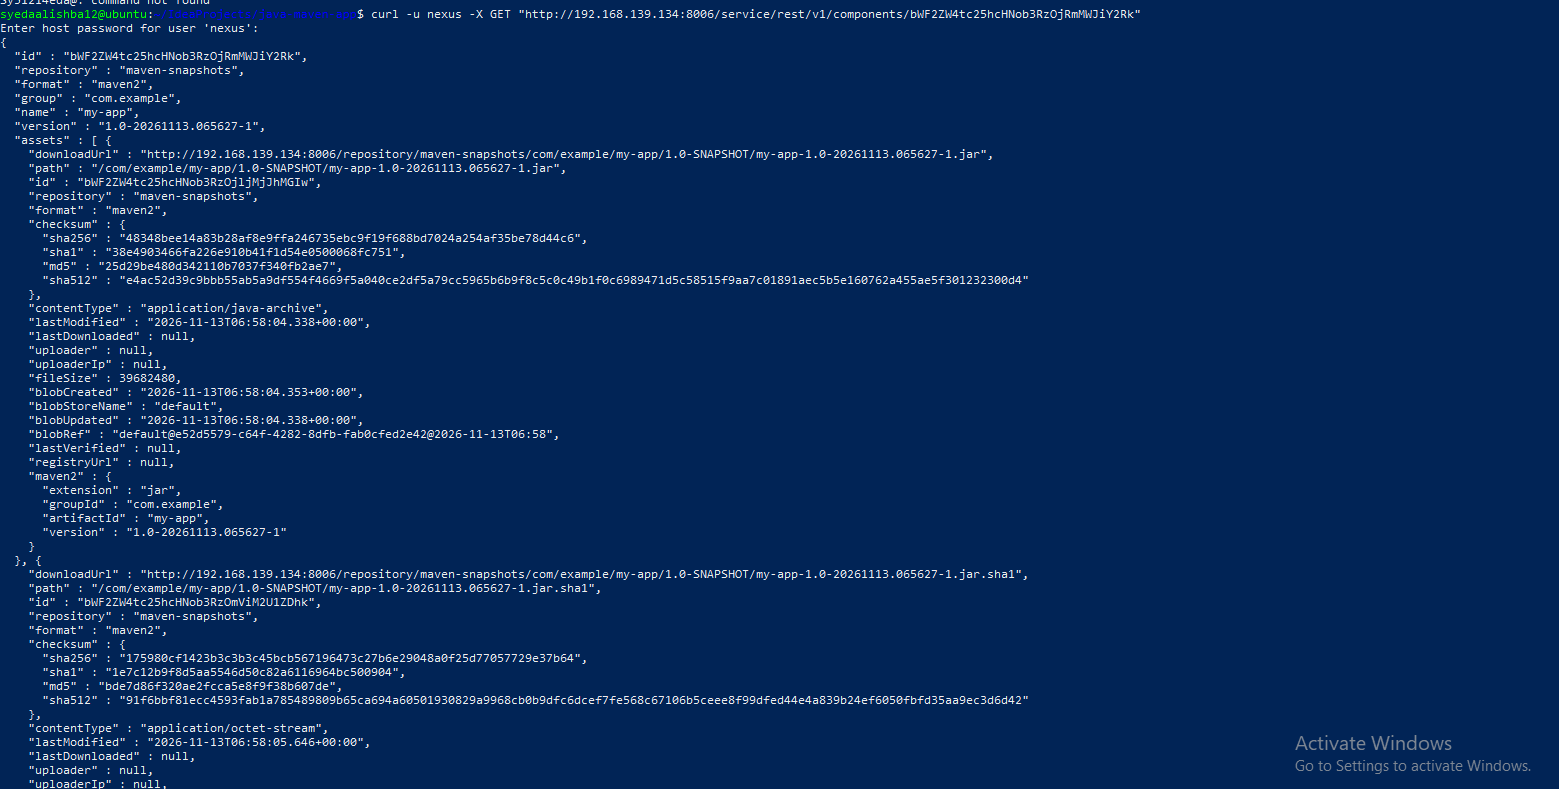 command not found
syedaalishba12@ubuntu:$ curl -u nexus -X GET "http://192.168.139.134:8006/service/rest/v1/components/bWF2ZW4tc25hcHNob3RzOjRmMWJiY2Rk"
Enter host password for user 'nexus':
{
"id" : "bWF2ZW4tc25hcHNob3RzOjRmMWJiY2Rk",
"repository" : "maven-snapshots",
"format" : "maven2",
"group" : "com.example",
"name" : "my-app",
"version" : "1.0-20261113.065627-1",
"assets" : [ {
"downloadUrl" : "http://192.168.139.134:8006/repository/maven-snapshots/com/example/my-app/1.0-SNAPSHOT/my-app-1.0-20261113.065627-1.jar",
"path" : "/com/example/my-app/1.0-SNAPSHOT/my-app-1.0-20261113.065627-1.jar",
"id" : "bWF2ZW4tc25hcHNob3RzOjljMjJhMGIw",
"repository" : "maven-snapshots",
"format" : "maven2",
"checksum" : {
"sha256" : "48348bee14a83b28af8e9ffa246735ebc9f19f688bd7024a254af35be78d44c6",
"sha1" : "38e4903466fa226e910b41f1d54e0500068fc751",
"md5" : "25d29be480d342110b7037f340fb2ae7",
"sha512" : "e4ac52d39c9bbb55ab5a9df554f4669f5a040ce2df5a79cc5965b6b9f8c5c0c49b1f0c6989471d5c58515f9aa7c01891aec5b5e160762a455ae5f301232300d4"
},
"contentType" : "application/java-archive",
"lastModified" : "2026-11-13T06:58:04.338+00:00",
"lastDownloaded" : null,
"uploader" : null,
"uploaderIp" : null,
"fileSize" : 39682480,
"blobCreated" : "2026-11-13T06:58:04.353+00:00",
"blobStoreName" : "default",
"blobUpdated" : "2026-11-13T06:58:04.338+00:00",
"blobRef" : "default@e52d5579-c64f-4282-8dfb-fab0cfed2e42@2026-11-13T06:58",
"lastVerified" : null,
"registryUrl" : null,
"maven2" : {
"extension" : "jar",
"groupId" : "com.example",
"artifactId" : "my-app",
"version" : "1.0-20261113.065627-1"
}
}, {
"downloadUrl" : "http://192.168.139.134:8006/repository/maven-snapshots/com/example/my-app/1.0-SNAPSHOT/my-app-1.0-20261113.065627-1.jar.sha1",
"path" : "/com/example/my-app/1.0-SNAPSHOT/my-app-1.0-20261113.065627-1.jar.sha1",
"id" : "bWF2ZW4tc25hcHNob3RzOmViM2U1ZDhk",
"repository" : "maven-snapshots",
"format" : "maven2",
"checksum" : {
"sha256" : "175980cf1423b3c3b3c45bcb567196473c27b6e29048a0f25d77057729e37b64",
"sha1" : "1e7c12b9f8d5aa5546d50c82a6116964bc500904",
"md5" : "bde7d86f320ae2fcca5e8f9f38b607de",
"sha512" : "91f6bbf81ecc4593fab1a785489809b65ca694a60501930829a9968cb0b9dfc6dcef7fe568c67106b5ceee8f99dfed44e4a839b24ef6050fbfd35aa9ec3d6d42"
},
"contentType" : "application/octet-stream",
"lastModified" : "2026-11-13T06:58:05.646+00:00",
"lastDownloaded" : null,
"uploader" : null,
"uploaderIp" : null,
Activate Windows
Go to Settings to activate Windows.